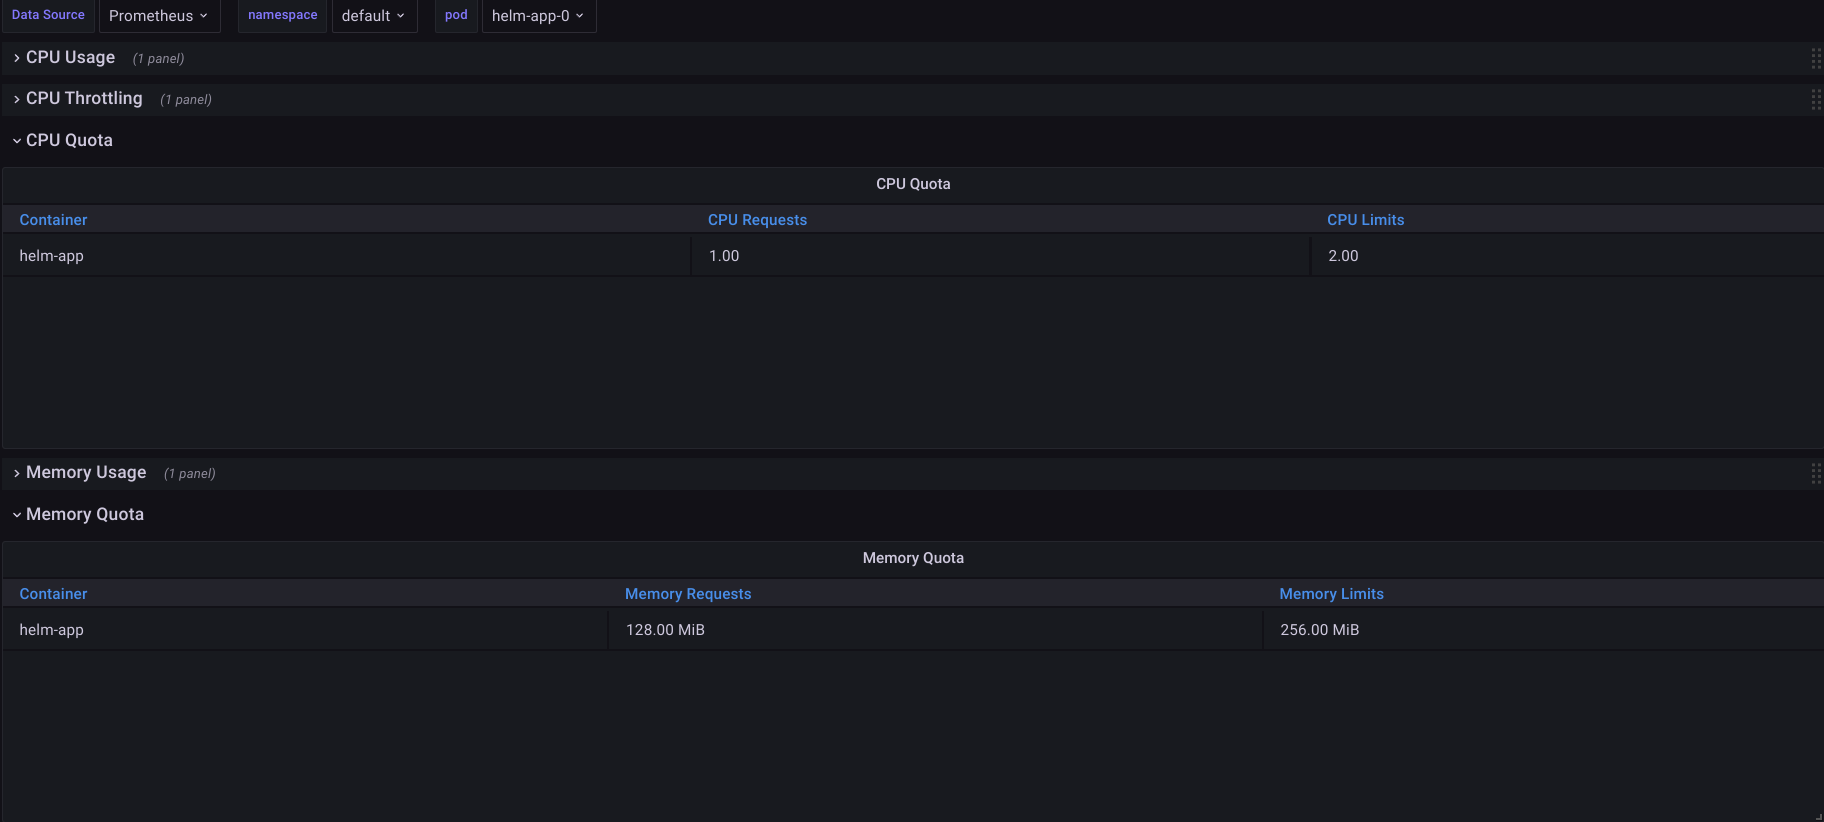 Data Source Prometheus namespace default pod helm-app-0
CPU Usage (1 panel)
CPU Throttling (1 panel)
CPU Quota
CPU Quota
Container CPU Requests CPU Limits
helm-app 1.00 2.00
Memory Usage (1 panel)
Memory Quota
Memory Quota
Container Memory Requests Memory Limits
helm-app 128.00 MiB 256.00 MiB